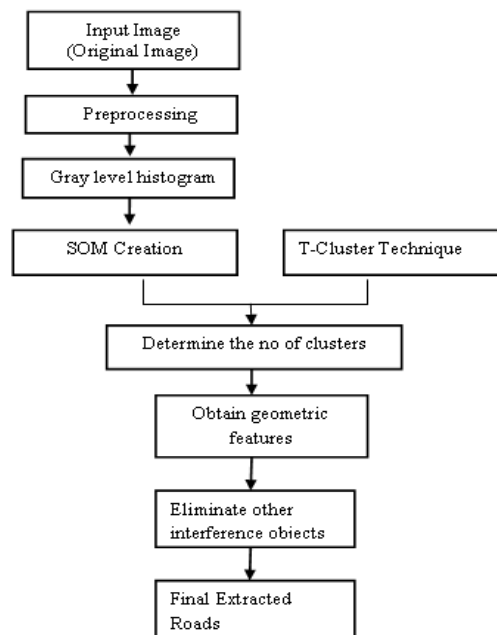 Input Image
(Original Image)
Preprocessing
Gray level histogram
SOM Creation
T-Cluster Technique
Determine the no of clusters
Obtain geometric
features
Eliminate other
interference objects
Final Extracted
Roads